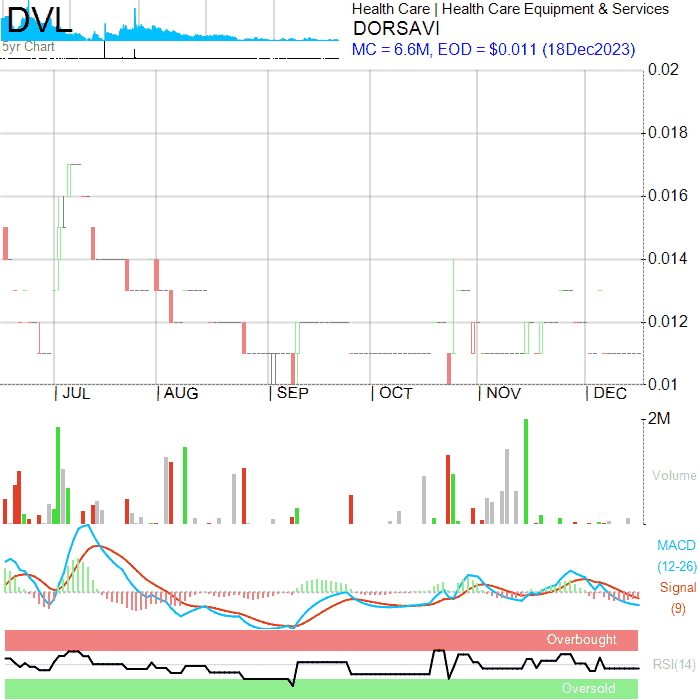 DVL
5yr Chart
Health Care | Health Care Equipment & Services
DORSAVI
MC = 6.6M, EOD = $0.011 (18Dec2023)
0.02
0.018
0.016
0.014
0.012
0.01
JUL AUG SEP OCT NOV DEC
2M
Volume
MACD
(12-26)
Signal
(9)
Overbought
RSI(14)
Oversold